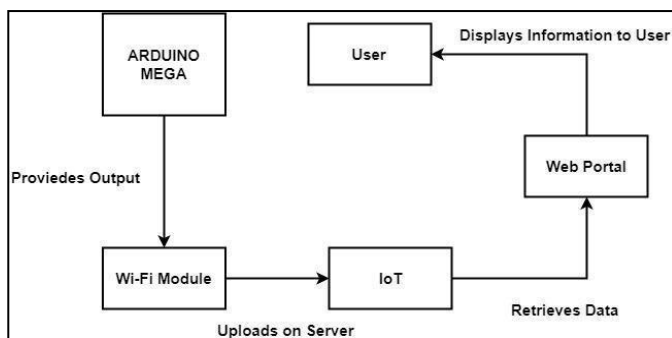 ARDUINO
MEGA
User
Displays Information to User
Web Portal
Proviedes Output
Wi-Fi Module
IoT
Retrieves Data
Uploads on Server